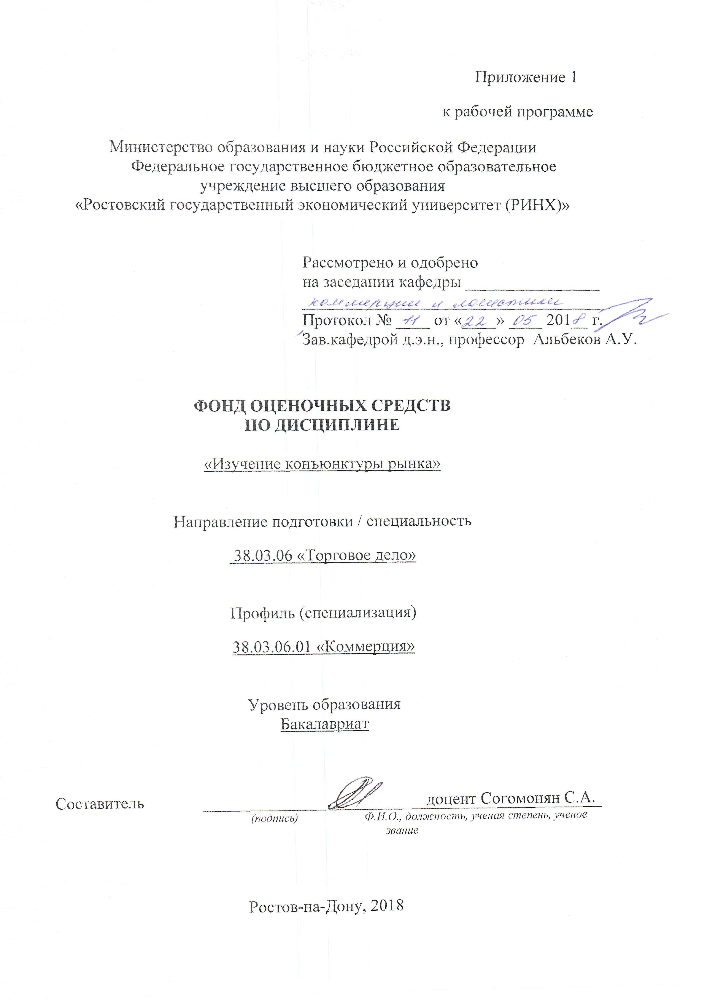 Приложение 1
к рабочей программе
Министерство образования и науки Российской Федерации
Федеральное государственное бюджетное образовательное
учреждение высшего образования
«Ростовский государственный экономический университет (РИНХ)»
Рассмотрено и одобрено
на заседании кафедры
коммерции и логистики
Протокол № 11 от «22» 05 2018 г.
Зав.кафедрой д.э.н., профессор Альбеков А.У.
ФОНД ОЦЕНОЧНЫХ СРЕДСТВ
ПО ДИСЦИПЛИНЕ
«Изучение конъюнктуры рынка»
Направление подготовки / специальность
38.03.06 «Торговое дело»
Профиль (специализация)
38.03.06.01 «Коммерция»
Уровень образования
Бакалавриат
Составитель доцент Согомонян С.А.
(подпись) Ф.И.О., должность, ученая степень, ученое
звание
Ростов-на-Дону, 2018